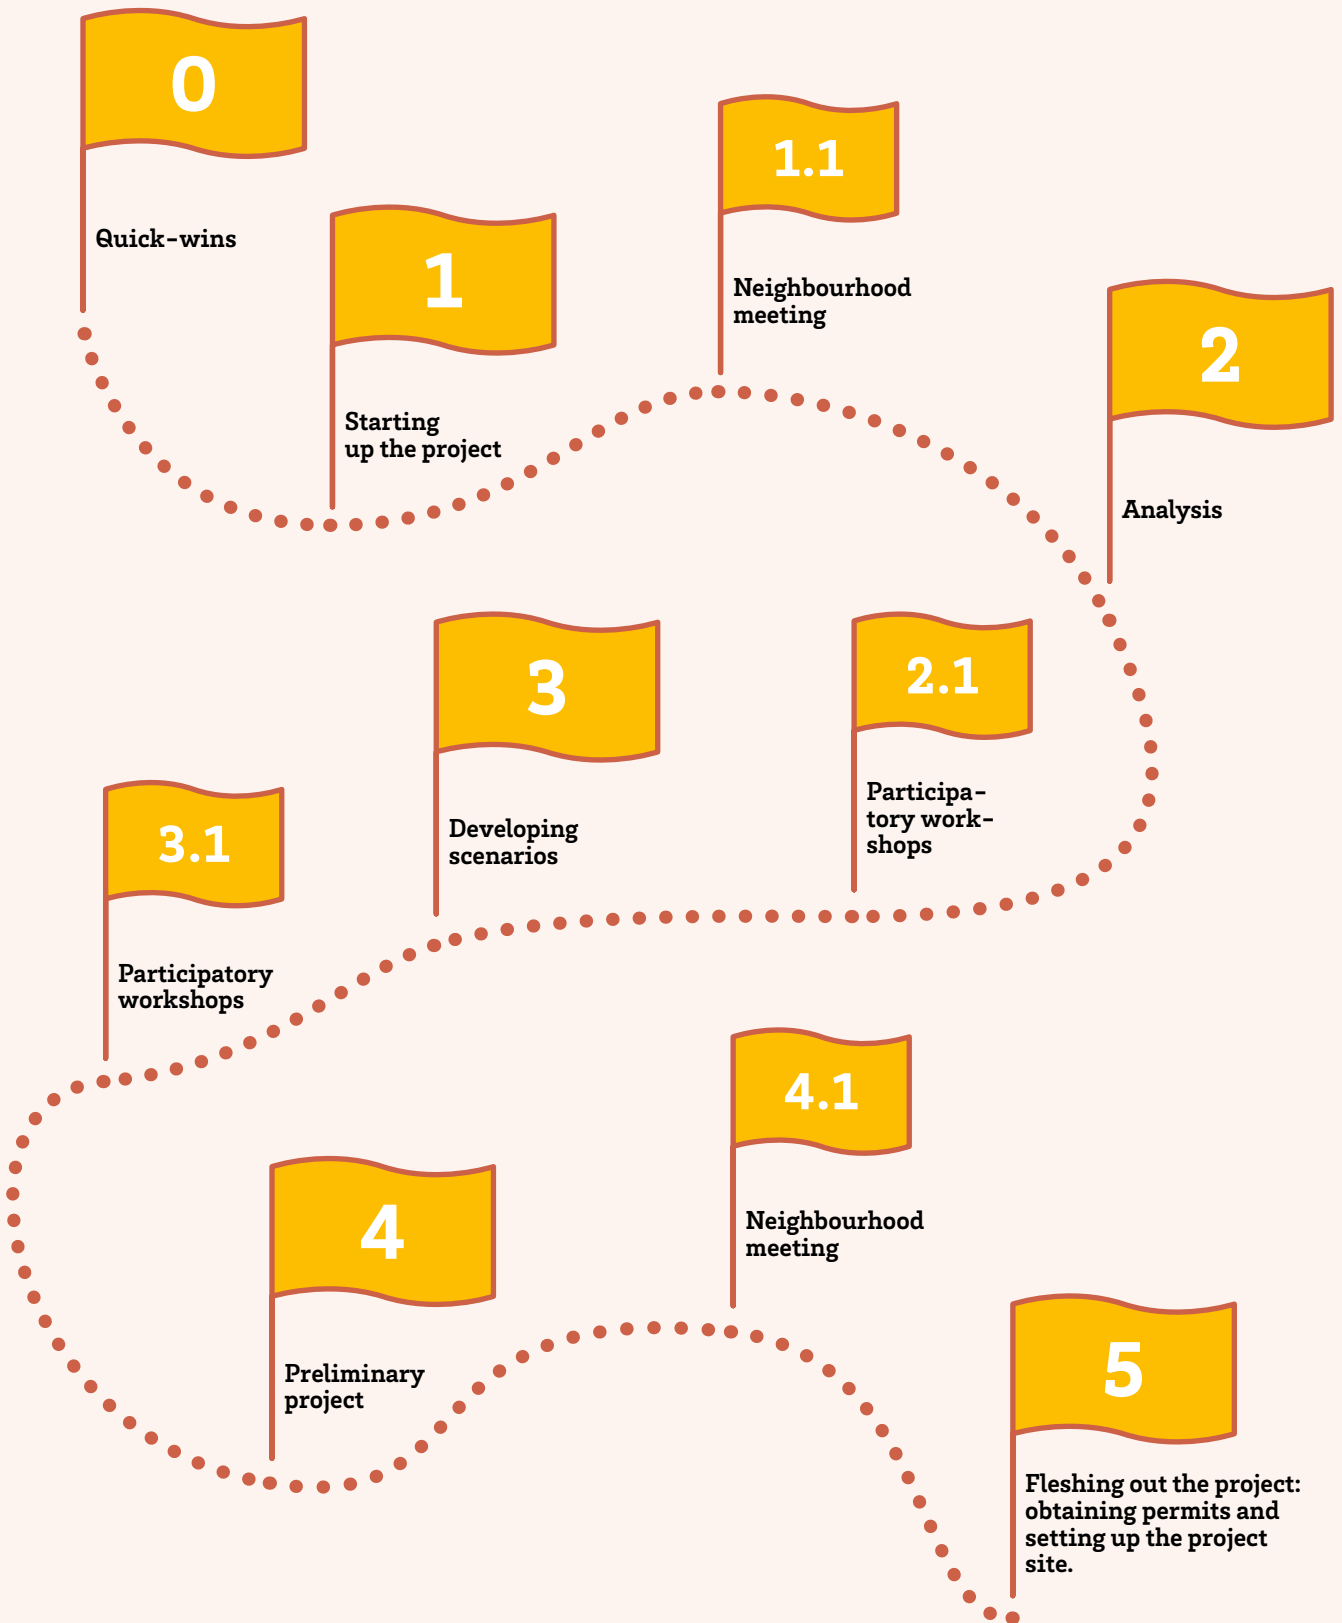 0
Quick-wins
1
Starting
up the project
1.1
Neighbourhood
meeting
2
Analysis
2.1
Participa-
tory work-
shops
3
Developing
scenarios
3.1
Participatory
workshops
4
Preliminary
project
4.1
Neighbourhood
meeting
5
Fleshing out the project:
obtaining permits and
setting up the project
site.